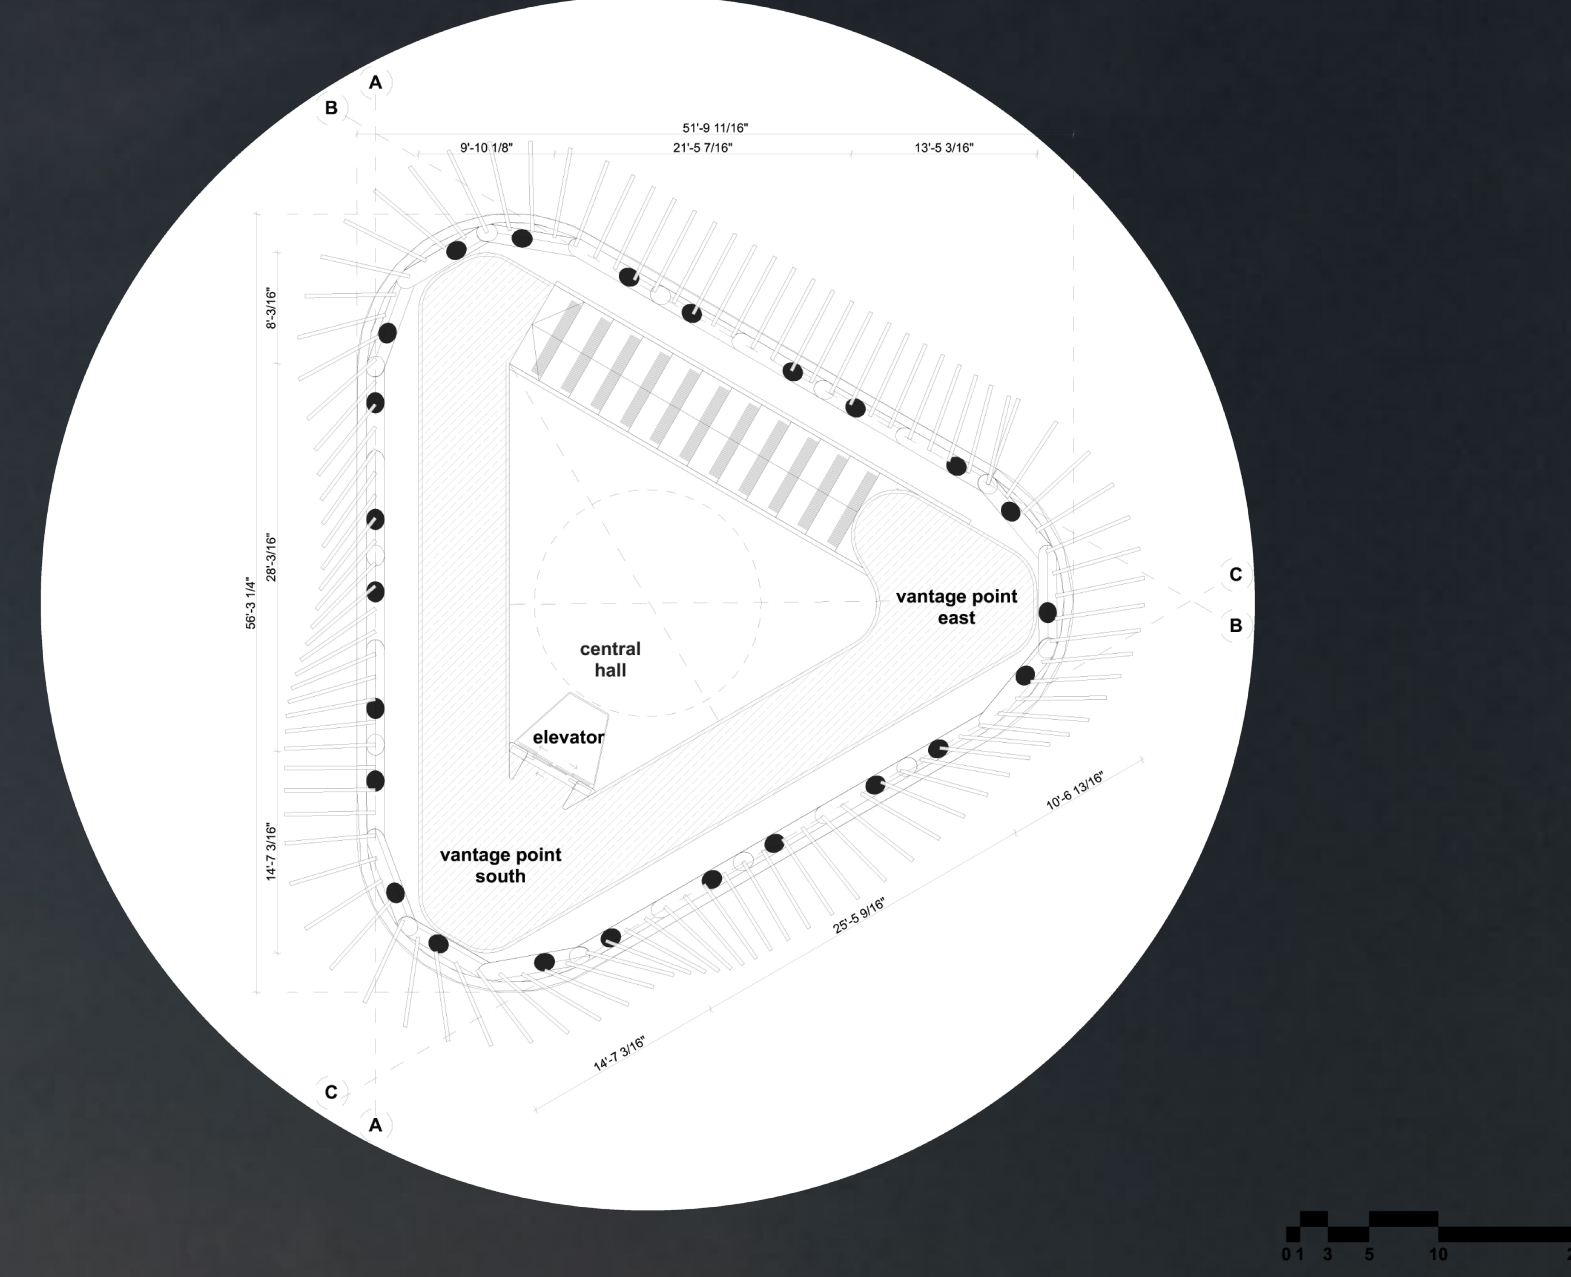 A
B
51'-9 11/16"
9'-10 1/8"
21'-5 7/16"
13'-5 3/16"
8'-3/16"
28'-3/16"
56'-3 1/4"
14'-7 3/16"
C
B
vantage point
east
central
hall
elevator
vantage point
south
10'-6 13/16"
25'-5 9/16"
14'-7 3/16"
C
A
0 1 3 5 10